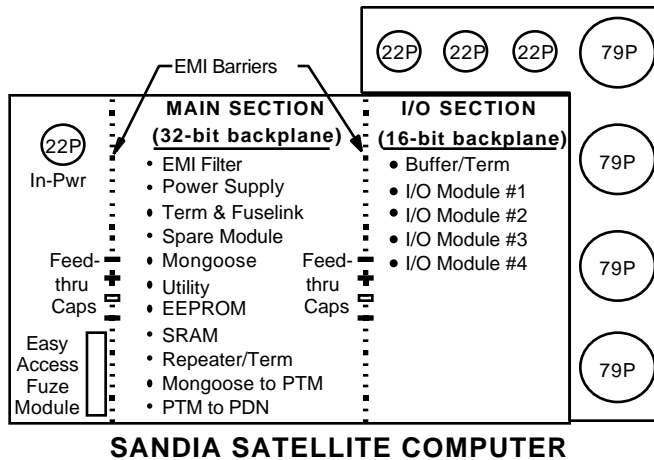 22P 22P 22P 79P
EMI Barriers
MAIN SECTION
(32-bit backplane)
I/O SECTION
(16-bit backplane)
22P
In-Pwr
79P
• EMI Filter
• Power Supply
• Term & Fuselink
• Spare Module
• Mongoose
• Utility
• EEPROM
• SRAM
• Repeater/Term
• Mongoose to PTM
• PTM to PDN
• Buffer/Term
• I/O Module #1
• I/O Module #2
• I/O Module #3
• I/O Module #4
Feed-
thru
Caps
Feed-
thru
Caps
79P
Easy
Access
Fuze
Module
79P
SANDIA SATELLITE COMPUTER